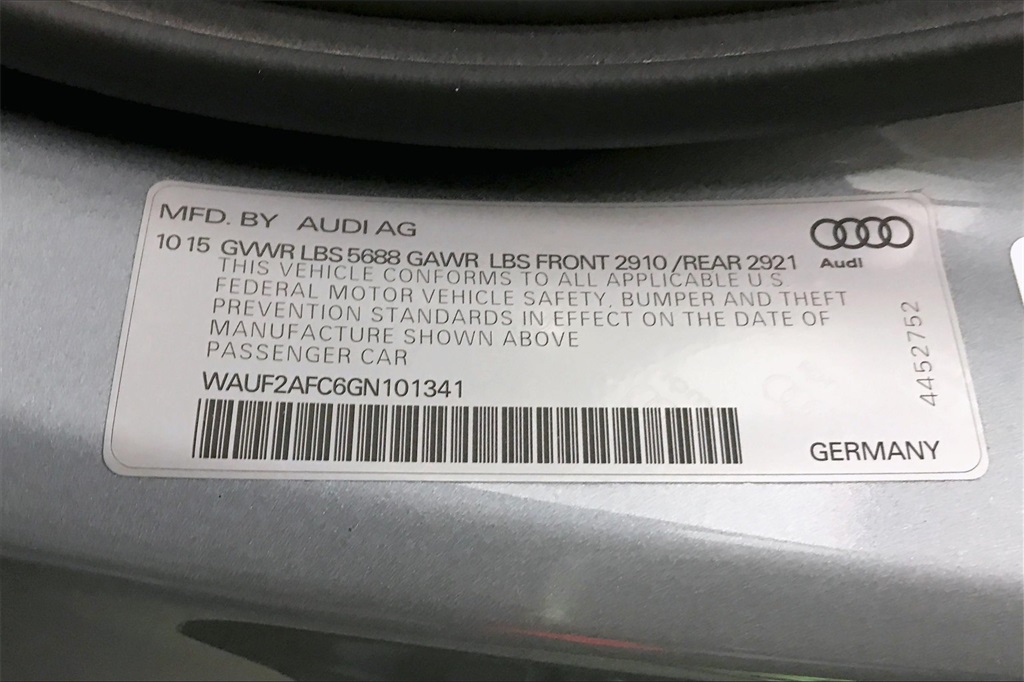 MFD. BY AUDI AG
10 15 GVWR LBS 5688 GAWR LBS FRONT 2910 /REAR 2921
THIS VEHICLE CONFORMS TO ALL APPLICABLE U S
FEDERAL MOTOR VEHICLE SAFETY, BUMPER AND THEFT
PREVENTION STANDARDS IN EFFECT ON THE DATE OF
MANUFACTURE SHOWN ABOVE
PASSENGER CAR
WAUF2AFC6GN101341
Audi
4452752
GERMANY